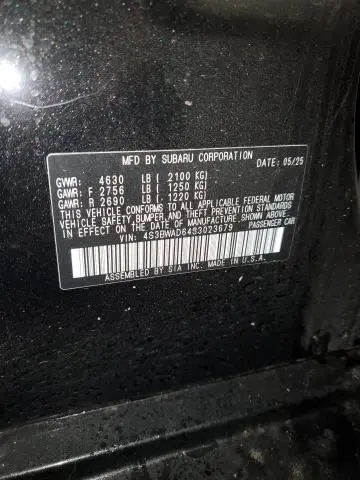 MFD BY SUBARU CORPORATION DATE: 05/25
GVWR: 4630 LB ( 2100 KG)
GAWR: F 2756 LB ( 1250 KG)
GAWR: R 2690 LB ( 1220 KG)
THIS VEHICLE CONFORMS TO ALL APPLICABLE FEDERAL MOTOR
VEHICLE SAFETY, BUMPER, AND THEFT PREVENTION STANDARDS
IN EFFECT ON THE DATE OF MANUFACTURE SHOWN ABOVE.
VIN: 4S3BWAD64S3023679 PASSENGER CAR
ASSEMBLED BY SIA INC. MADE IN U.S.A.